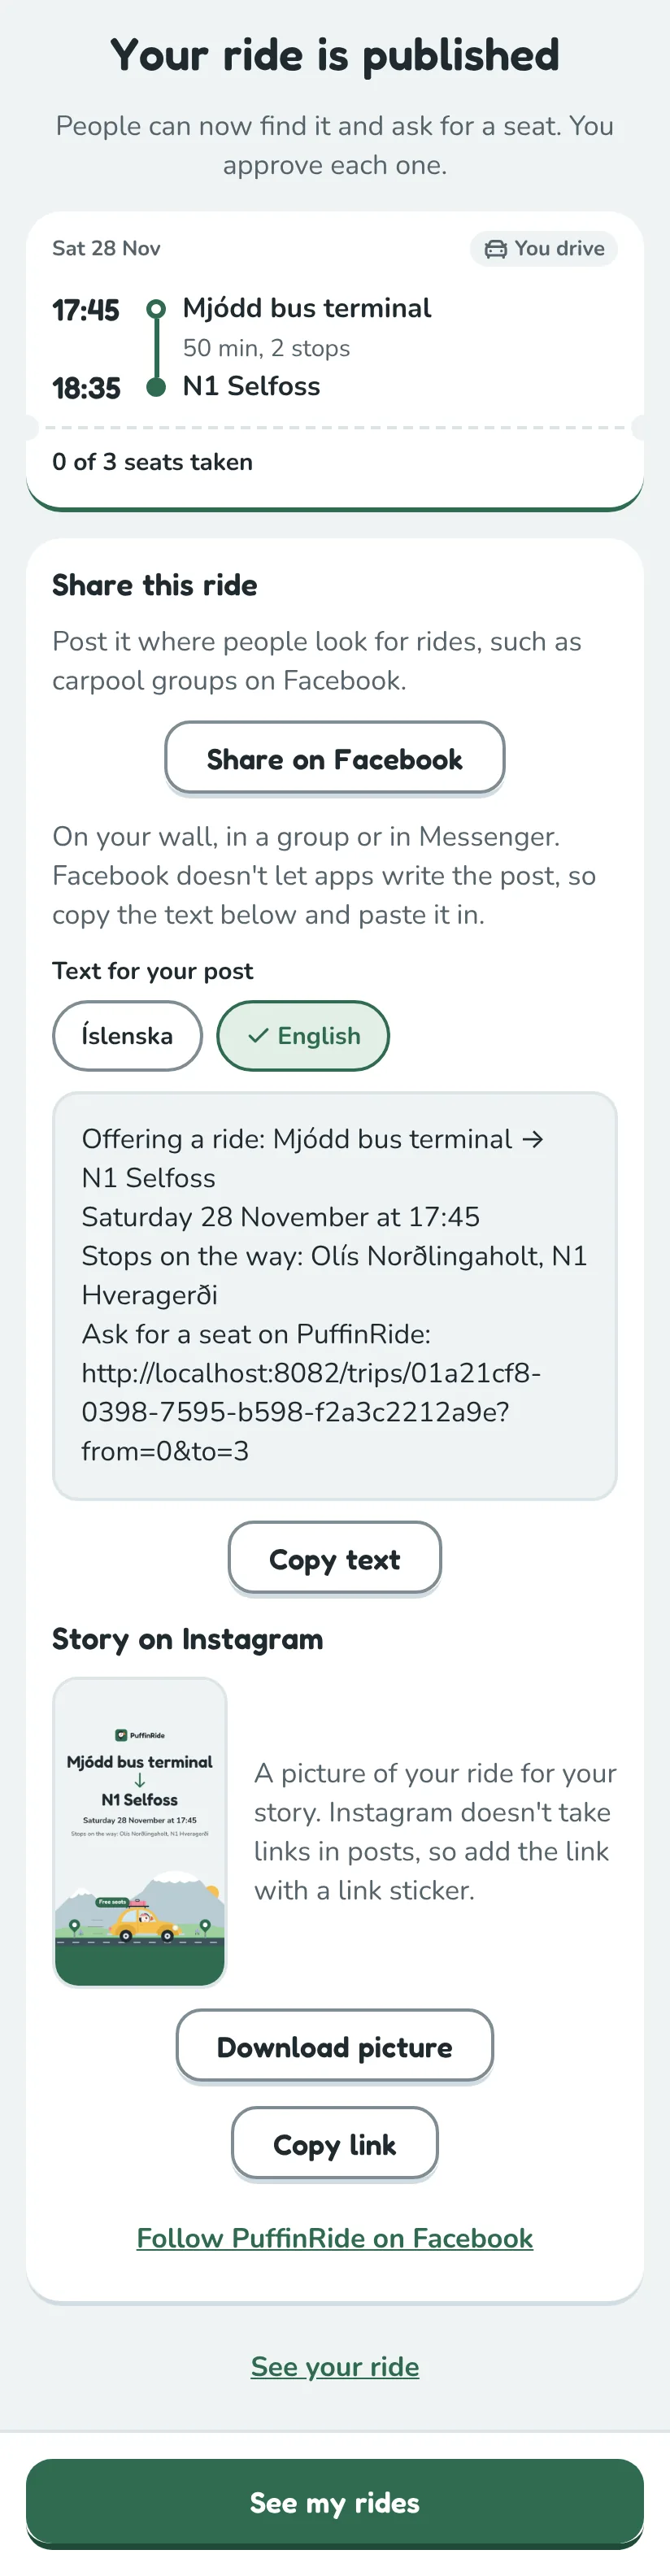 Your ride is published
People can now find it and ask for a seat. You
approve each one.
Sat 28 Nov
You drive
17:45 Mjódd bus terminal
50 min, 2 stops
18:35 N1 Selfoss
0 of 3 seats taken
Share this ride
Post it where people look for rides, such as
carpool groups on Facebook.
Share on Facebook
On your wall, in a group or in Messenger.
Facebook doesn't let apps write the post, so
copy the text below and paste it in.
Text for your post
Íslenska
English
Offering a ride: Mjódd bus terminal →
N1 Selfoss
Saturday 28 November at 17:45
Stops on the way: Olís Norðlingaholt, N1
Hveragerði
Ask for a seat on PuffinRide:
http://localhost:8082/trips/01a21cf8-
0398-7595-b598-f2a3c2212a9e?
from=0&to=3
Copy text
Story on Instagram
PuffinRide
Mjódd bus terminal
↓
N1 Selfoss
Saturday 28 November at 17:45
Stops on the way: Olís Norðlingaholt, N1 Hveragerði
Free seats
A picture of your ride for your
story. Instagram doesn't take
links in posts, so add the link
with a link sticker.
Download picture
Copy link
Follow PuffinRide on Facebook
See your ride
See my rides